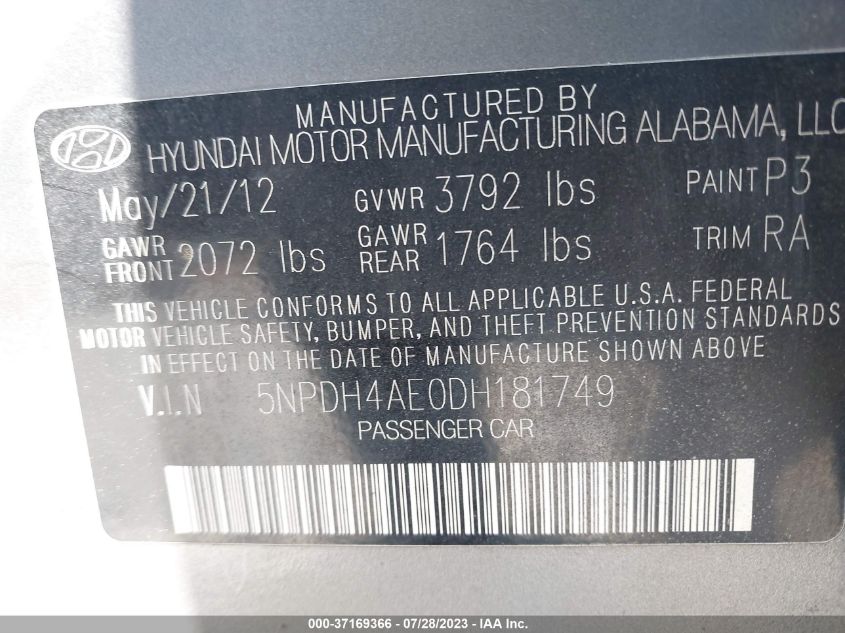 MANUFACTURED BY
HYUNDAI MOTOR MANUFACTURING ALABAMA, LLC
May/21/12 GVWR 3792 lbs PAINT P3
GAWR FRONT 2072 lbs GAWR REAR 1764 lbs TRIM RA
THIS VEHICLE CONFORMS TO ALL APPLICABLE U.S.A. FEDERAL
MOTOR VEHICLE SAFETY, BUMPER, AND THEFT PREVENTION STANDARDS
IN EFFECT ON THE DATE OF MANUFACTURE SHOWN ABOVE
V.I.N 5NPDH4AE0DH181749
PASSENGER CAR
000-37169366 - 07/28/2023 - IAA Inc.